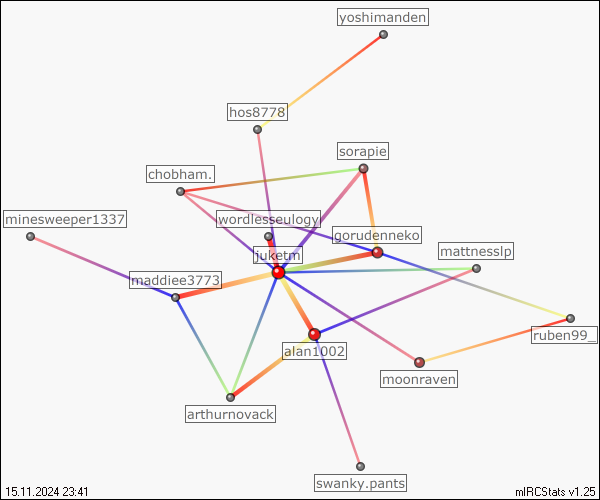 yoshimanden
hos8778
sorapie
chobham.
wordlesseulogy
minesweeper1337
gorudenneko
juketm
mattnesslp
maddiee3773
ruben99_
alan1002
moonraven
arthurnovack
swanky.pants
15.11.2024 23:41
mIRCStats v1.25